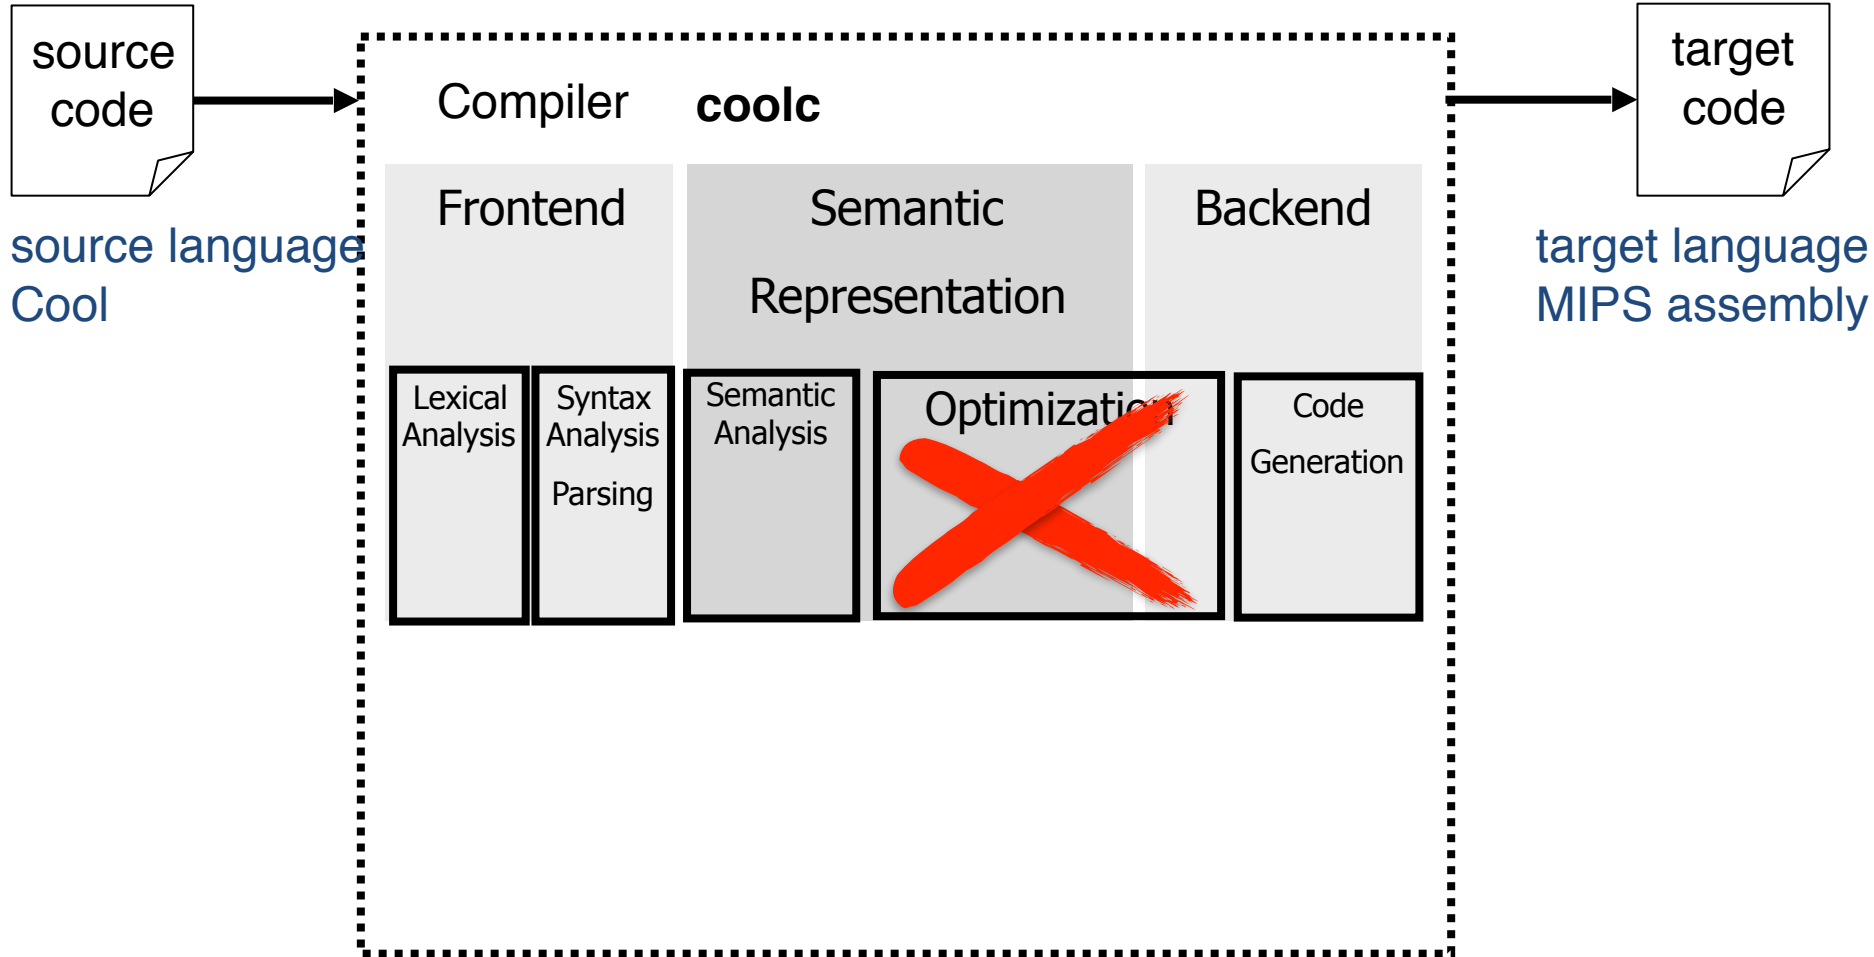 source
code
Compiler coolc
target
code
source language
Cool
target language
MIPS assembly
Frontend
Semantic
Representation
Backend
Lexical
Analysis
Syntax
Analysis
Parsing
Semantic
Analysis
Optimization
Code
Generation